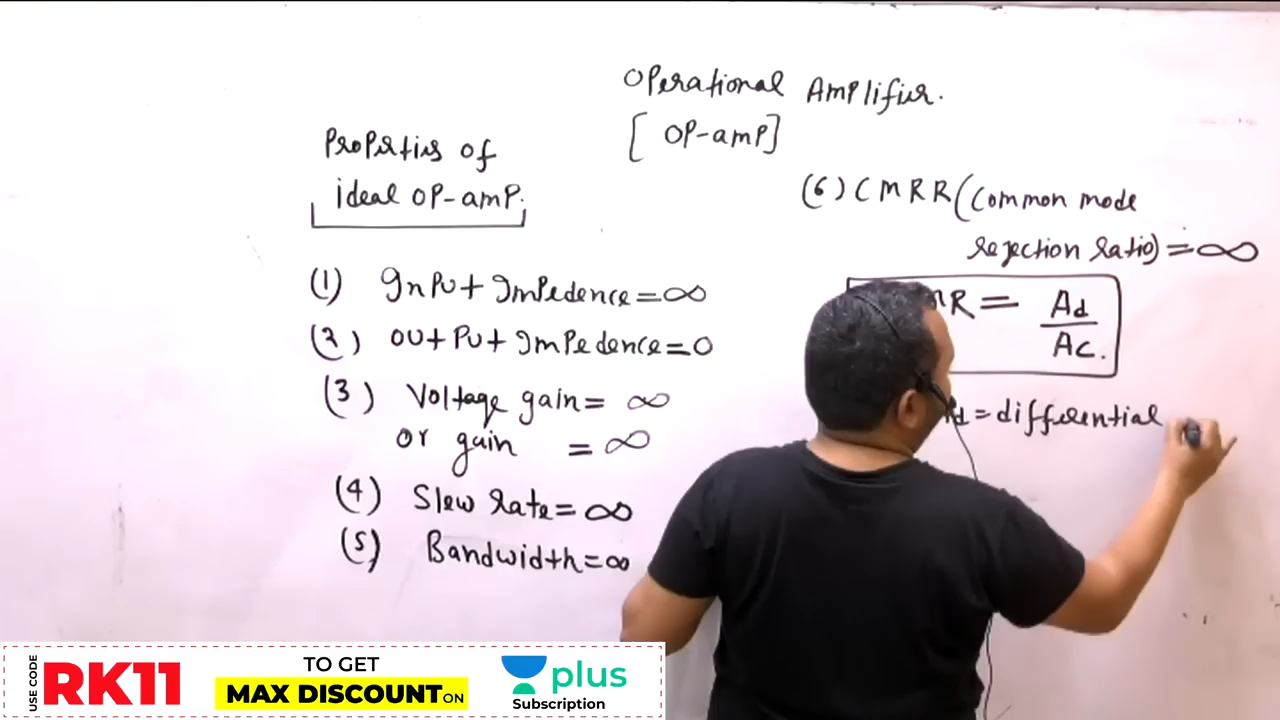 Operational Amplifier.
[ OP-amp]
Properties of
ideal OP-amp.
(1) Input Impedence = ∞
(2) Output Impedence = 0
(3) Voltage gain = ∞
or gain = ∞
(4) Slew rate = ∞
(5) Bandwidth = ∞
(6) CMRR (Common mode
rejection ratio) = ∞
MR = Ad
AC.
d = differential
USE CODE
RK11
TO GET
MAX DISCOUNT ON
plus
Subscription